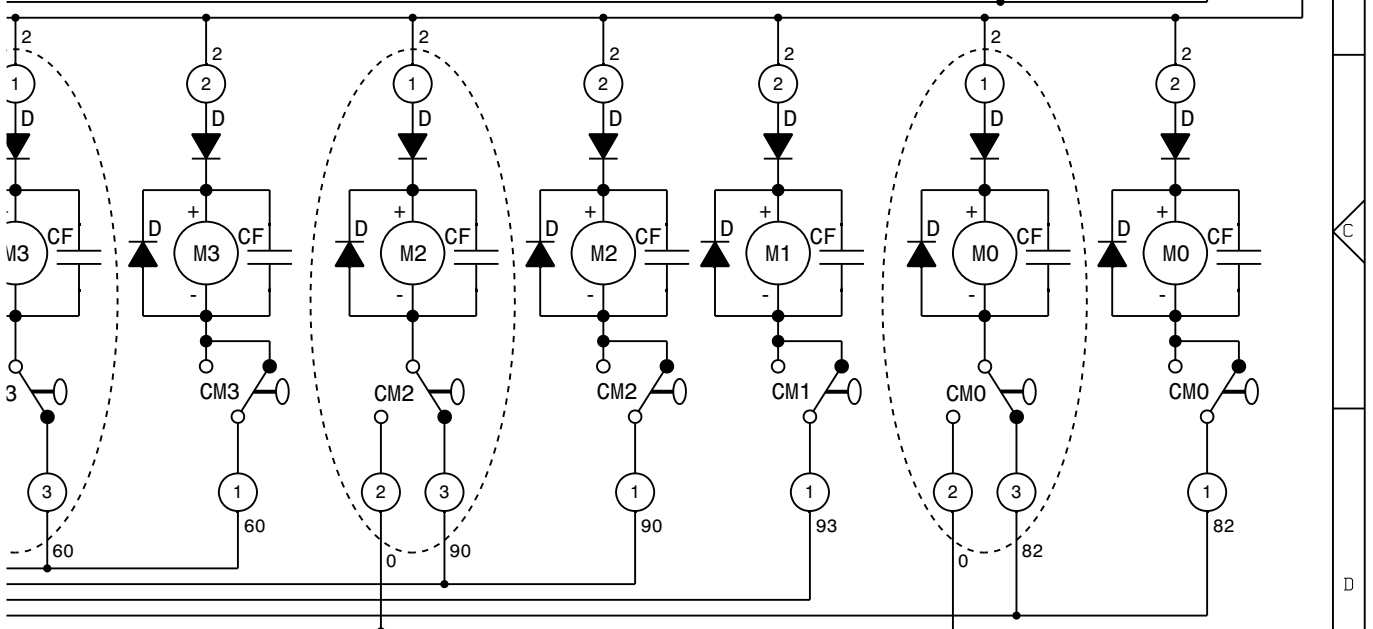 2 2 2 2 2 2 2
1 2 1 2 2 1 2
D D D D D D D
+ + + + + +
D D D D D D
M3 CF M3 CF M2 CF M2 CF M1 CF M0 CF M0 CF
C
- - - - - -
3 CM3 CM2 CM2 CM1 CM0 CM0
3 1 2 3 1 1 2 3 1
60 90 93 82
60 0 90 0 82
D